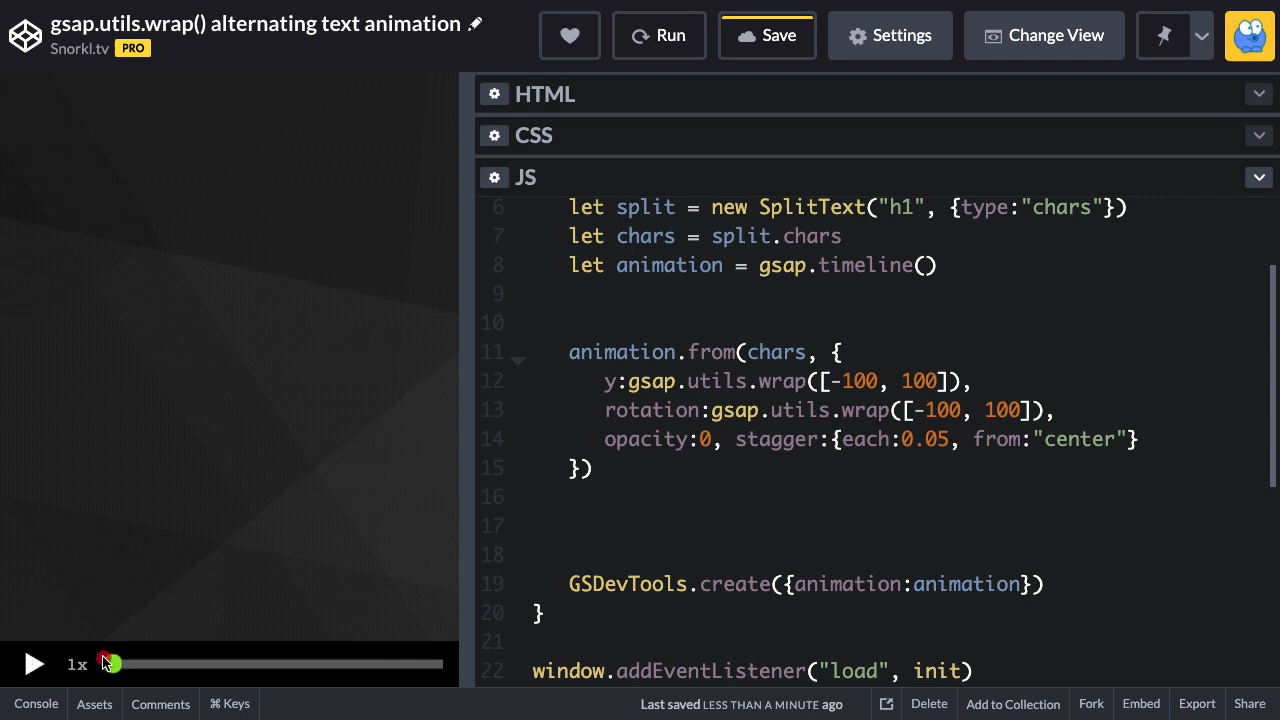 gsap.utils.wrap() alternating text animation
Snorkl.tv PRO
Run
Save
Settings
Change View
HTML
CSS
JS
6 let split = new SplitText("h1", {type:"chars"})
7 let chars = split.chars
8 let animation = gsap.timeline()
9
10
11 animation.from(chars, {
12 y:gsap.utils.wrap([-100, 100]),
13 rotation:gsap.utils.wrap([-100, 100]),
14 opacity:0, stagger:{each:0.05, from:"center"}
15 })
16
17
18
19 GSDevTools.create({animation:animation})
20 }
21
22 window.addEventListener("load", init)
1x
Console Assets Comments ⌘ Keys Last saved LESS THAN A MINUTE ago Delete Add to Collection Fork Embed Export Share